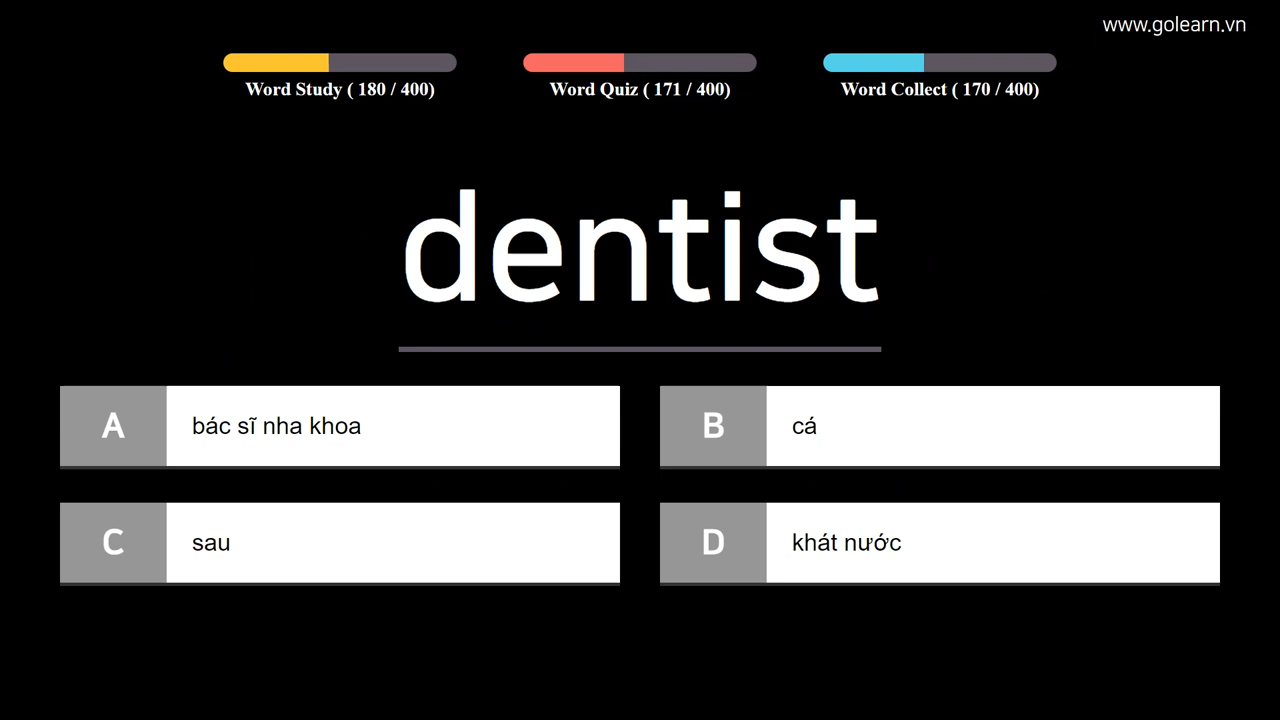 www.golearn.vn
Word Study ( 180 / 400)
Word Quiz ( 171 / 400)
Word Collect ( 170 / 400)
dentist
A bác sĩ nha khoa
B cá
C sau
D khát nước